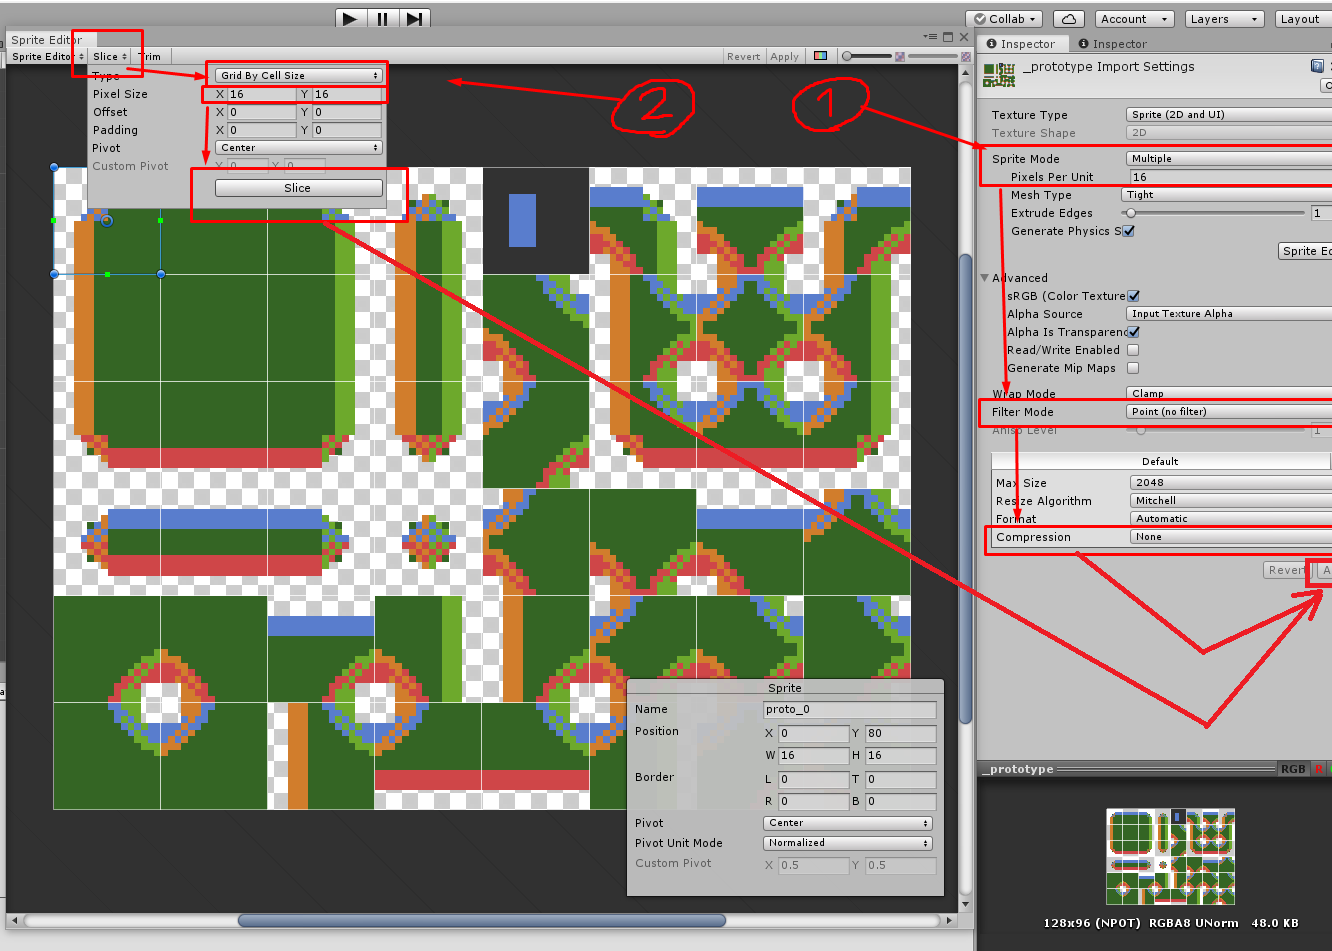 Collab
Account
Layers
Layout
Sprite Editor
Sprite Editor Slice Trim
Revert Apply
Type Grid By Cell Size
Pixel Size X 16 Y 16
Offset X 0 Y 0
Padding X 0 Y 0
Pivot Center
Custom Pivot X 0 Y 0
Slice
2
1
Inspector Inspector
_prototype Import Settings
Texture Type Sprite (2D and UI)
Texture Shape 2D
Sprite Mode Multiple
Pixels Per Unit 16
Mesh Type Tight
Extrude Edges 1
Generate Physics S
Sprite Ed
Advanced
sRGB (Color Texture
Alpha Source Input Texture Alpha
Alpha Is Transparenc
Read/Write Enabled
Generate Mip Maps
Wrap Mode Clamp
Filter Mode Point (no filter)
Aniso Level 1
Default
Max Size 2048
Resize Algorithm Mitchell
Format Automatic
Compression None
Revert A
Sprite
Name proto_0
Position X 0 Y 80
W 16 H 16
Border L 0 T 0
R 0 B 0
Pivot Center
Pivot Unit Mode Normalized
Custom Pivot X 0.5 Y 0.5
_prototype RGB R
128x96 (NPOT) RGBA8 UNorm 48.0 KB